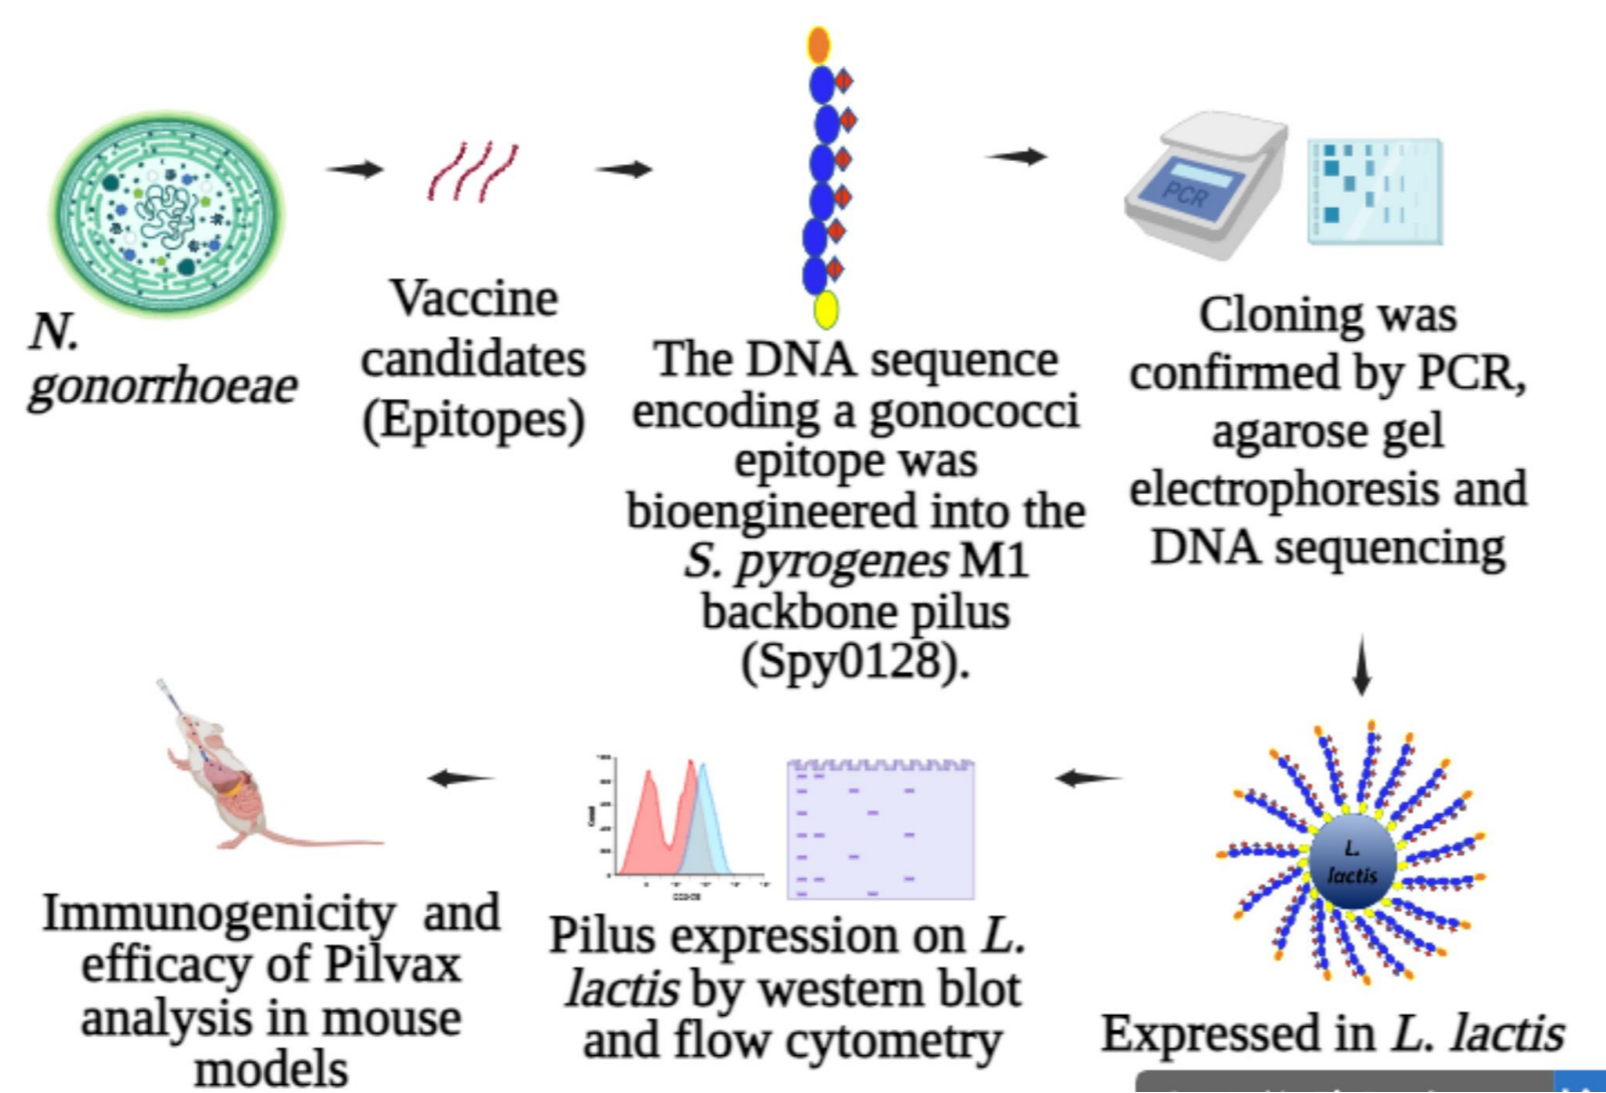 N.
gonorrhoeae
Vaccine
candidates
(Epitopes)
The DNA sequence
encoding a gonococci
epitope was
bioengineered into the
S. pyrogenes M1
backbone pilus
(Spy0128).
PCR
Cloning was
confirmed by PCR,
agarose gel
electrophoresis and
DNA sequencing
L.
lactis
Expressed in L. lactis
Pilus expression on L.
lactis by western blot
and flow cytometry
Immunogenicity and
efficacy of Pilvax
analysis in mouse
models